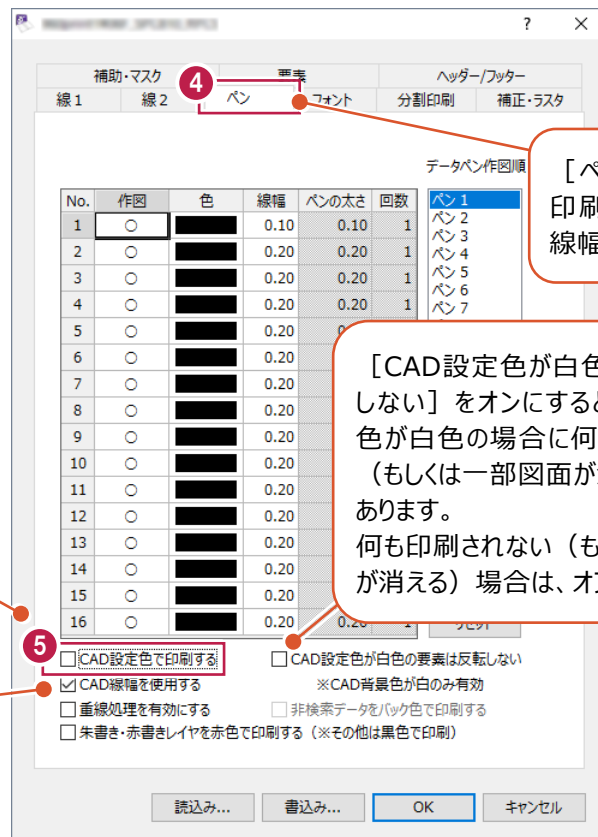 ? ×
補助・マスク 要素 ヘッダー/フッター
4
線1 線2 ペン フォント 分割印刷 補正・ラスタ
データペン作図順
[ペ
印刷
線幅
No. 作図 色 線幅 ペンの太さ 回数
1 ○ 0.10 0.10 1
2 ○ 0.20 0.20 1
3 ○ 0.20 0.20 1
4 ○ 0.20 0.20 1
5 ○ 0.20
6 ○ 0.20
7 ○ 0.20
8 ○ 0.20
9 ○ 0.20
10 ○ 0.20
11 ○ 0.20
12 ○ 0.20
13 ○ 0.20
14 ○ 0.20
15 ○ 0.20
16 ○ 0.20 0.20 1
ペン 1
ペン 2
ペン 3
ペン 4
ペン 5
ペン 6
ペン 7
[CAD設定色が白色
しない]をオンにすると
色が白色の場合に何
(もしくは一部図面が
あります。
何も印刷されない(も
が消える)場合は、オ
リセット
5
CAD設定色で印刷する CAD設定色が白色の要素は反転しない
CAD線幅を使用する ※CAD背景色が白のみ有効
重線処理を有効にする 非検索データをバック色で印刷する
朱書き・赤書きレイヤを赤色で印刷する(※その他は黒色で印刷)
読込み... 書込み... OK キャンセル